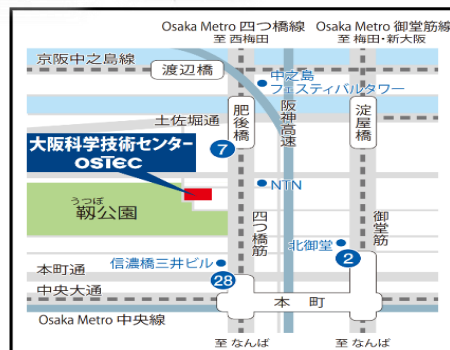 Osaka Metro 四つ橋線
至 西梅田
Osaka Metro 御堂筋線
至 梅田・新大阪
京阪中之島線
渡辺橋
中之島
フェスティバルタワー
土佐堀通
肥後橋
阪神高速
淀屋橋
大阪科学技術センター
OSTEC
7
NTN
うつぼ
靱公園
四つ橋筋
御堂筋
北御堂
2
信濃橋三井ビル
28
本町通
中央大通
本町
Osaka Metro 中央線
至 なんば
至 なんば